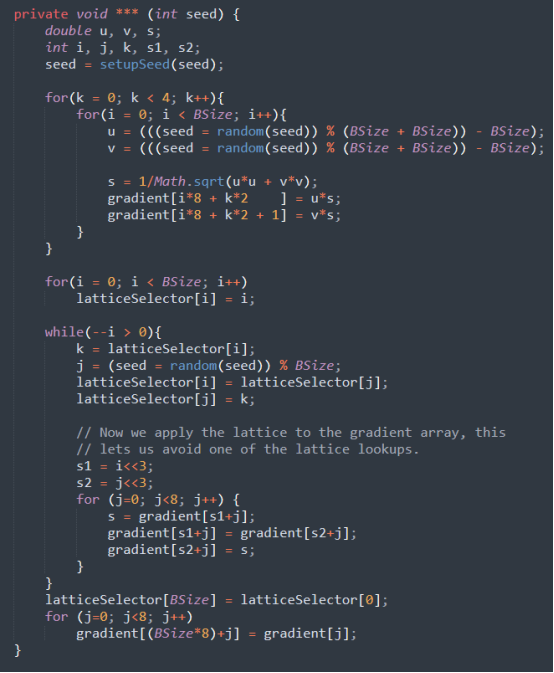 private void *** (int seed) {
    double u, v, s;
    int i, j, k, s1, s2;
    seed = setupSeed(seed);

    for(k = 0; k < 4; k++){
        for(i = 0; i < BSize; i++){
            u = (((seed = random(seed)) % (BSize + BSize)) - BSize);
            v = (((seed = random(seed)) % (BSize + BSize)) - BSize);

            s = 1/Math.sqrt(u*u + v*v);
            gradient[i*8 + k*2    ] = u*s;
            gradient[i*8 + k*2 + 1] = v*s;
        }
    }

    for(i = 0; i < BSize; i++)
        latticeSelector[i] = i;

    while(--i > 0){
        k = latticeSelector[i];
        j = (seed = random(seed)) % BSize;
        latticeSelector[i] = latticeSelector[j];
        latticeSelector[j] = k;

        // Now we apply the lattice to the gradient array, this
        // lets us avoid one of the lattice lookups.
        s1 = i<<3;
        s2 = j<<3;
        for (j=0; j<8; j++) {
            s = gradient[s1+j];
            gradient[s1+j] = gradient[s2+j];
            gradient[s2+j] = s;
        }
    }
    latticeSelector[BSize] = latticeSelector[0];
    for (j=0; j<8; j++)
        gradient[(BSize*8)+j] = gradient[j];
}